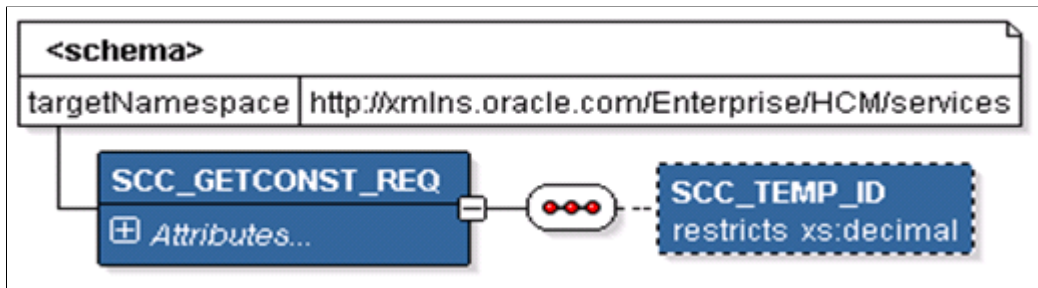 <schema>
targetNamespace http://xmlns.oracle.com/Enterprise/HCM/services
SCC_GETCONST_REQ
Attributes...
SCC_TEMP_ID
restricts xs:decimal